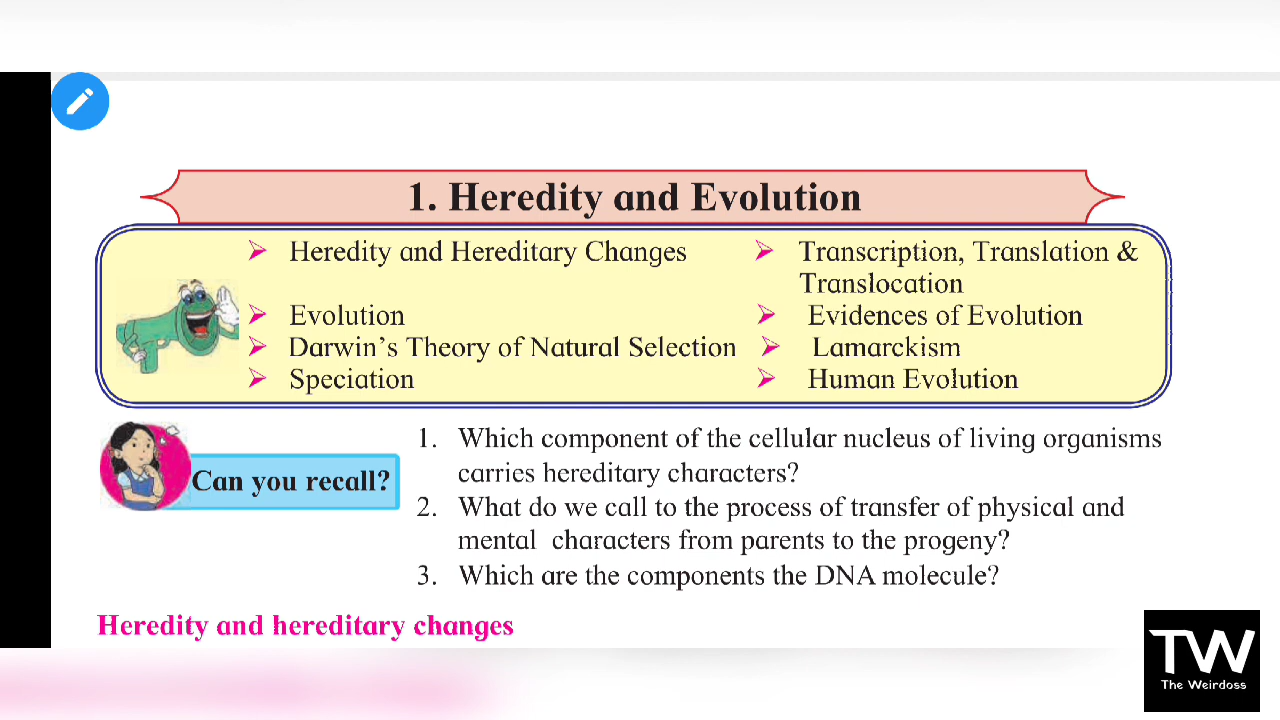 1. Heredity and Evolution
➢ Heredity and Hereditary Changes
➢ Transcription, Translation &
Translocation
➢ Evolution
➢ Evidences of Evolution
➢ Darwin's Theory of Natural Selection
➢ Lamarckism
➢ Speciation
➢ Human Evolution
Can you recall?
1. Which component of the cellular nucleus of living organisms
carries hereditary characters?
2. What do we call to the process of transfer of physical and
mental characters from parents to the progeny?
3. Which are the components the DNA molecule?
Heredity and hereditary changes
TW
The Weirdoss